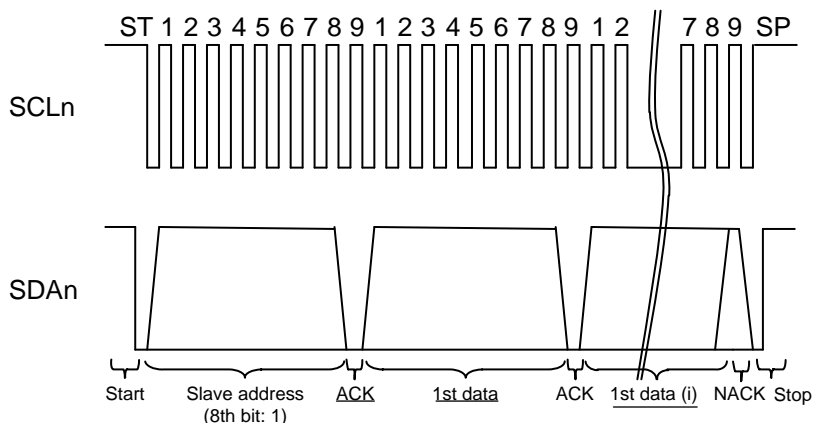 ST 1 2 3 4 5 6 7 8 9 1 2 3 4 5 6 7 8 9 1 2 7 8 9 SP
SCLn
SDAn
Start Slave address ACK 1st data ACK 1st data (i) NACK Stop
(8th bit: 1)